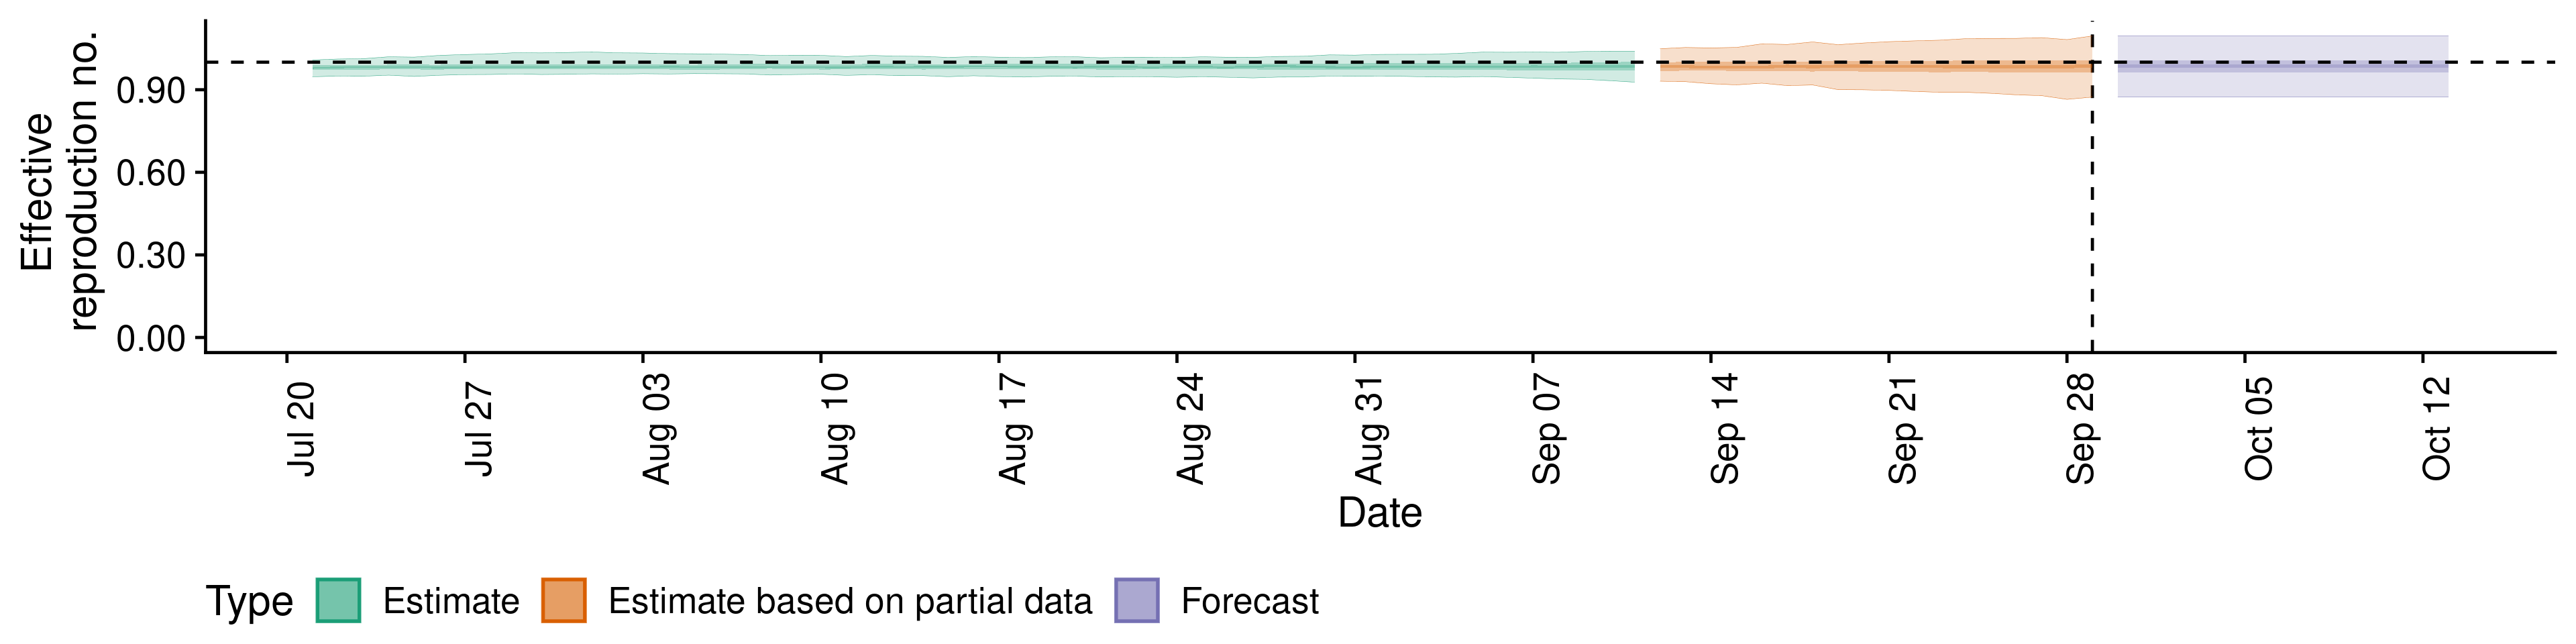 Effective
reproduction no.
0.90
0.60
0.30
0.00
Jul 20
Jul 27
Aug 03
Aug 10
Aug 17
Aug 24
Aug 31
Sep 07
Sep 14
Sep 21
Sep 28
Oct 05
Oct 12
Date
Type Estimate Estimate based on partial data Forecast